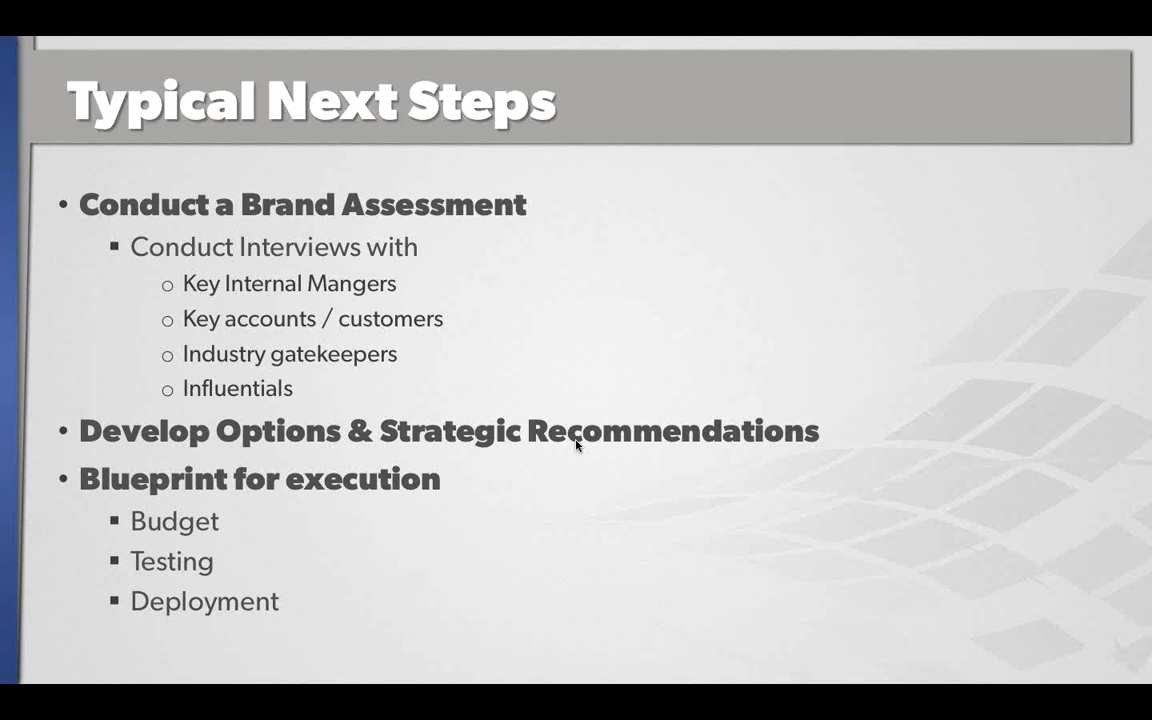 Typical Next Steps
• Conduct a Brand Assessment
▪ Conduct Interviews with
○ Key Internal Mangers
○ Key accounts / customers
○ Industry gatekeepers
○ Influentials
• Develop Options & Strategic Recommendations
• Blueprint for execution
▪ Budget
▪ Testing
▪ Deployment